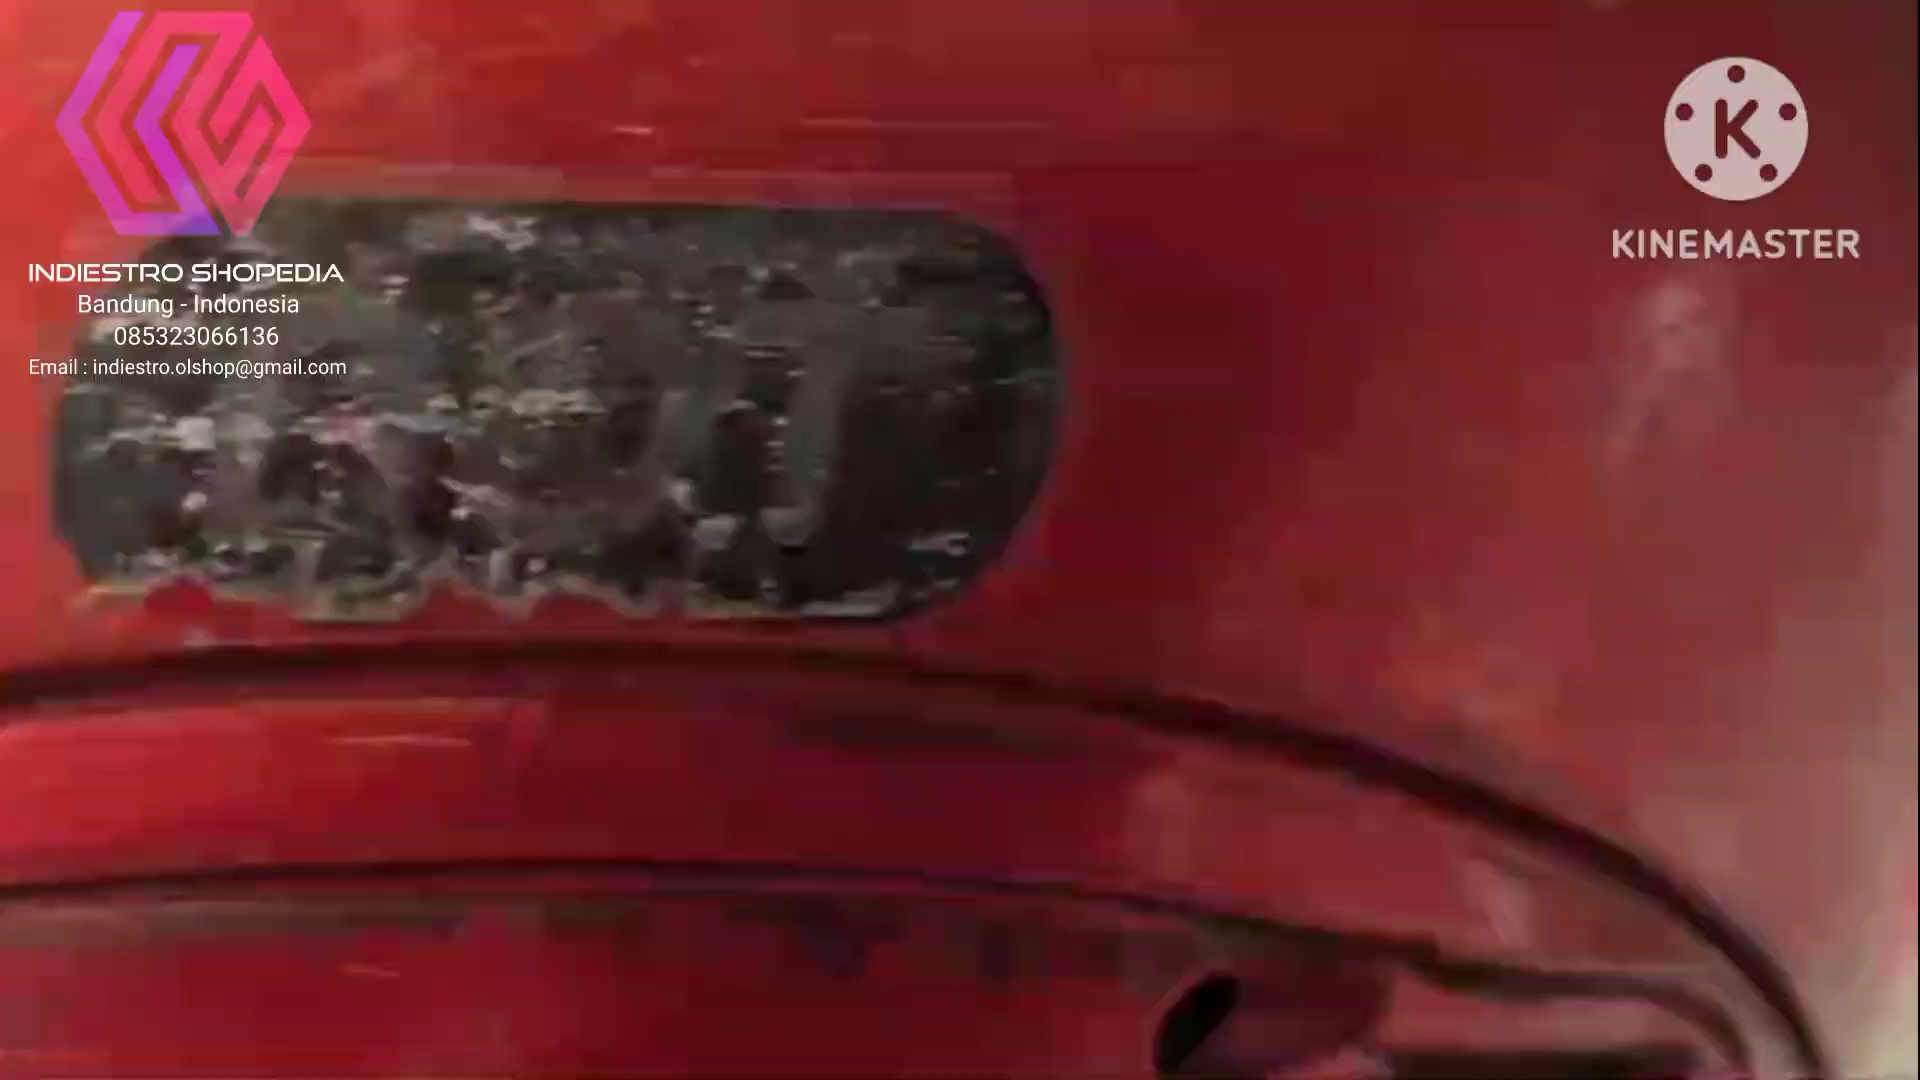 INDIESTRO SHOPEDIA
Bandung - Indonesia
085323066136
Email : indiestro.olshop@gmail.com
K
KINEMASTER